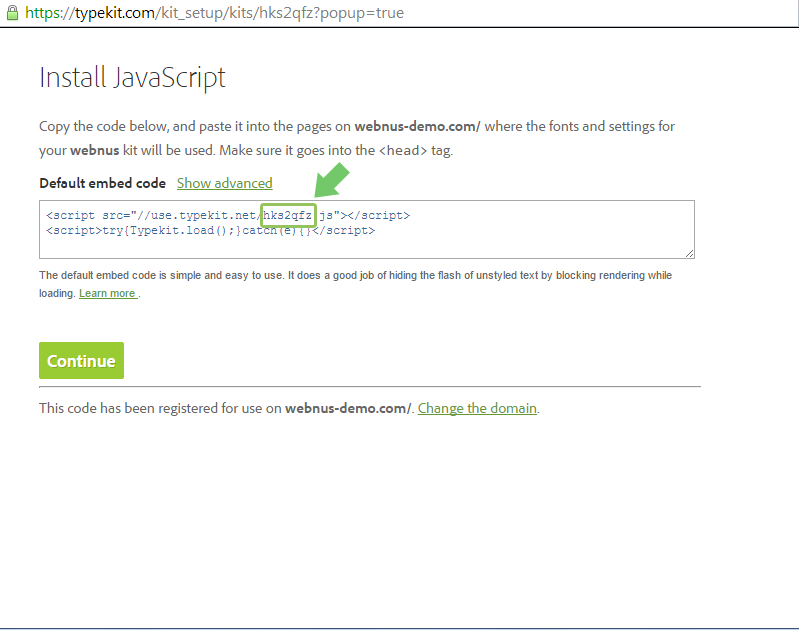 https://typekit.com/kit_setup/kits/hks2qfz?popup=true
Install JavaScript
Copy the code below, and paste it into the pages on webnus-demo.com/ where the fonts and settings for
your webnus kit will be used. Make sure it goes into the <head> tag.
Default embed code Show advanced
<script src="//use.typekit.net/hks2qfz.js"></script>
<script>try{Typekit.load();}catch(e){}</script>
The default embed code is simple and easy to use. It does a good job of hiding the flash of unstyled text by blocking rendering while
loading. Learn more .
Continue
This code has been registered for use on webnus-demo.com/. Change the domain.